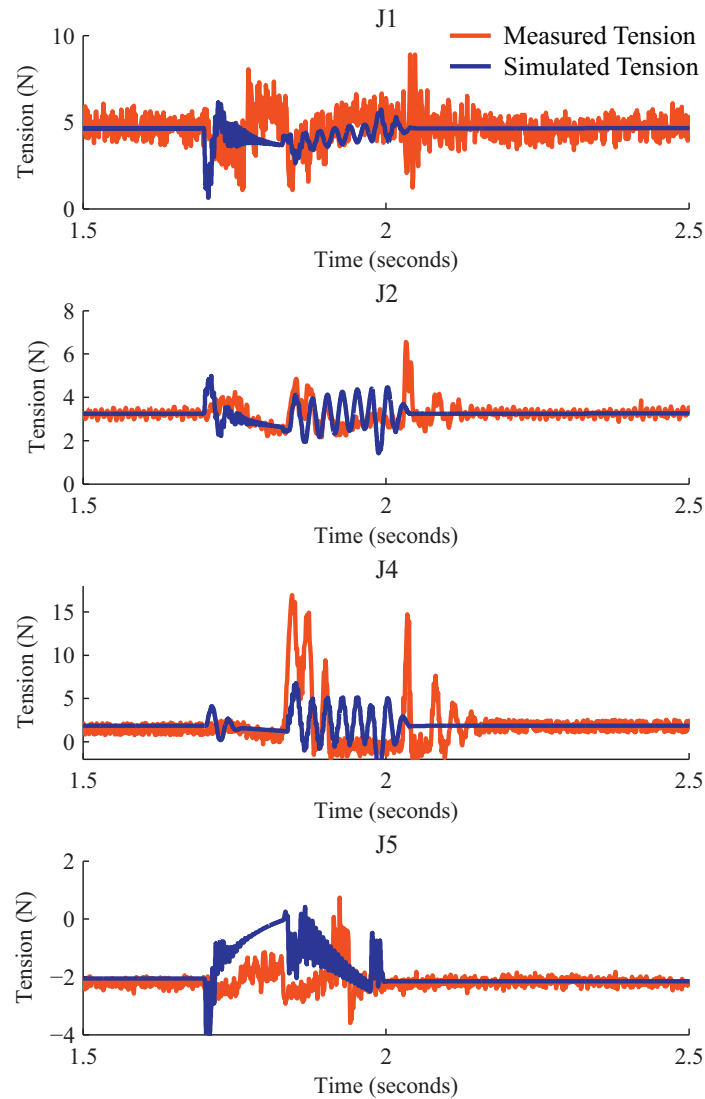 J1
Measured Tension
Simulated Tension
Tension (N)
10
5
0
1.5
2
2.5
Time (seconds)
J2
Tension (N)
8
6
4
2
0
1.5
2
2.5
Time (seconds)
J4
Tension (N)
15
10
5
0
1.5
2
2.5
Time (seconds)
J5
Tension (N)
2
0
−2
−4
1.5
2
2.5
Time (seconds)